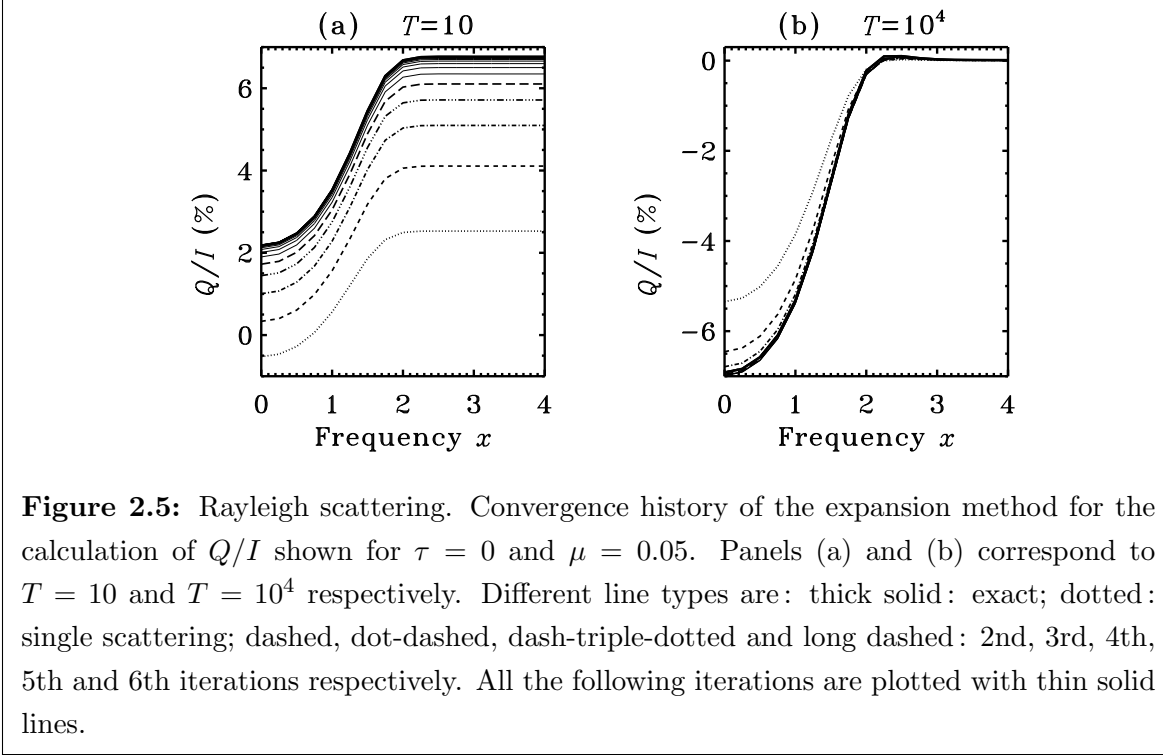 (a) T=10
(b) T=10⁴
6
4
2
0
Q/I (%)
0 1 2 3 4
Frequency x
0
−2
−4
−6
Q/I (%)
0 1 2 3 4
Frequency x
Figure 2.5: Rayleigh scattering. Convergence history of the expansion method for the
calculation of Q/I shown for τ = 0 and μ = 0.05. Panels (a) and (b) correspond to
T = 10 and T = 10⁴ respectively. Different line types are: thick solid: exact; dotted:
single scattering; dashed, dot-dashed, dash-triple-dotted and long dashed: 2nd, 3rd, 4th,
5th and 6th iterations respectively. All the following iterations are plotted with thin solid
lines.